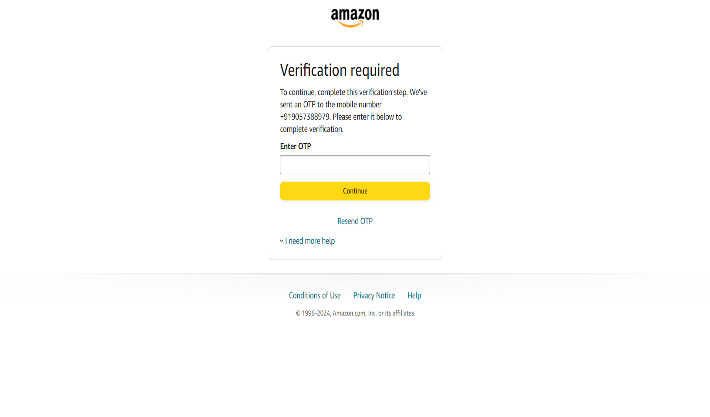 amazon
Verification required
To continue, complete this verification step. We've
sent an OTP to the mobile number
+919057388979. Please enter it below to
complete verification.
Enter OTP
Continue
Resend OTP
I need more help
Conditions of Use Privacy Notice Help
© 1996-2024, Amazon.com, Inc. or its affiliates